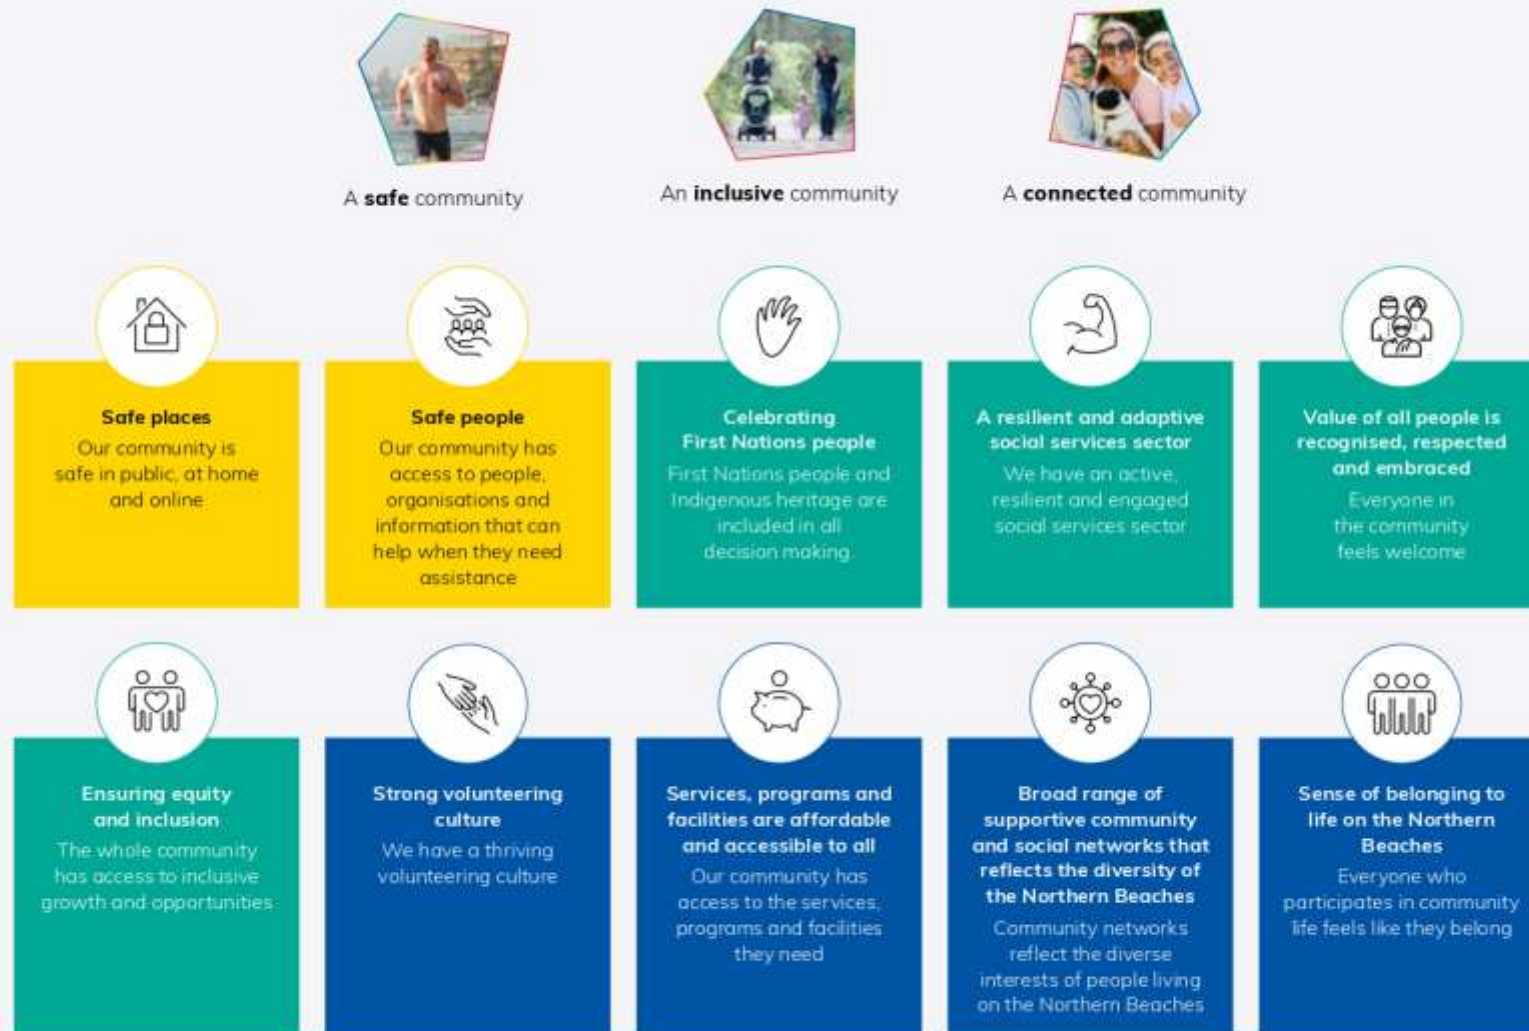 A safe community
An inclusive community
A connected community
Safe places
Our community is
safe in public, at home
and online
Safe people
Our community has
access to people,
organisations and
information that can
help when they need
assistance
Celebrating
First Nations people
First Nations people and
Indigenous heritage are
included in all
decision making
A resilient and adaptive
social services sector
We have an active,
resilient and engaged
social services sector
Value of all people is
recognised, respected
and embraced
Everyone in
the community
feels welcome
Ensuring equity
and inclusion
The whole community
has access to inclusive
growth and opportunities
Strong volunteering
culture
We have a thriving
volunteering culture
Services, programs and
facilities are affordable
and accessible to all
Our community has
access to the services,
programs and facilities
they need
Broad range of
supportive community
and social networks that
reflects the diversity of
the Northern Beaches
Community networks
reflect the diverse
interests of people living
on the Northern Beaches
Sense of belonging to
life on the Northern
Beaches
Everyone who
participates in community
life feels like they belong